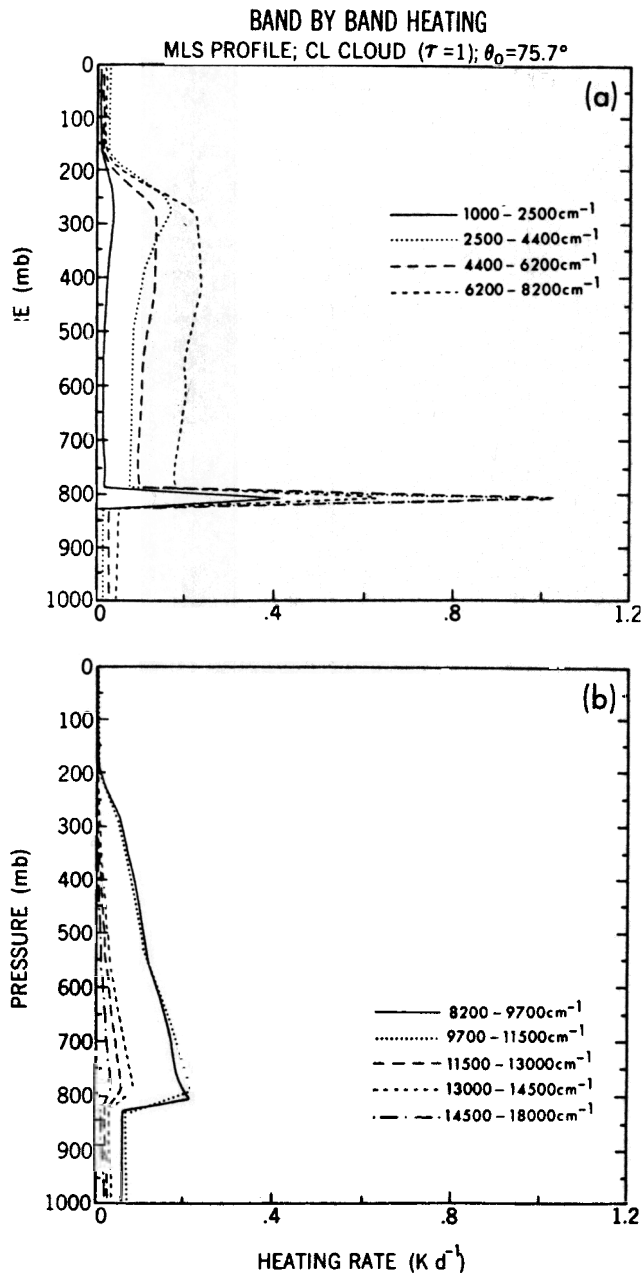 BAND BY BAND HEATING
MLS PROFILE; CL CLOUD (τ=1); θ₀=75.7°
(a)
0
100
200
300
400
500
600
700
800
900
1000
IE (mb)
1000 - 2500cm⁻¹
2500 - 4400cm⁻¹
4400 - 6200cm⁻¹
6200 - 8200cm⁻¹
0
.4
.8
1.2
(b)
0
100
200
300
400
500
600
700
800
900
1000
PRESSURE (mb)
8200 - 9700cm⁻¹
9700 - 11500cm⁻¹
11500 - 13000cm⁻¹
13000 - 14500cm⁻¹
14500 - 18000cm⁻¹
0
.4
.8
1.2
HEATING RATE (K d⁻¹)